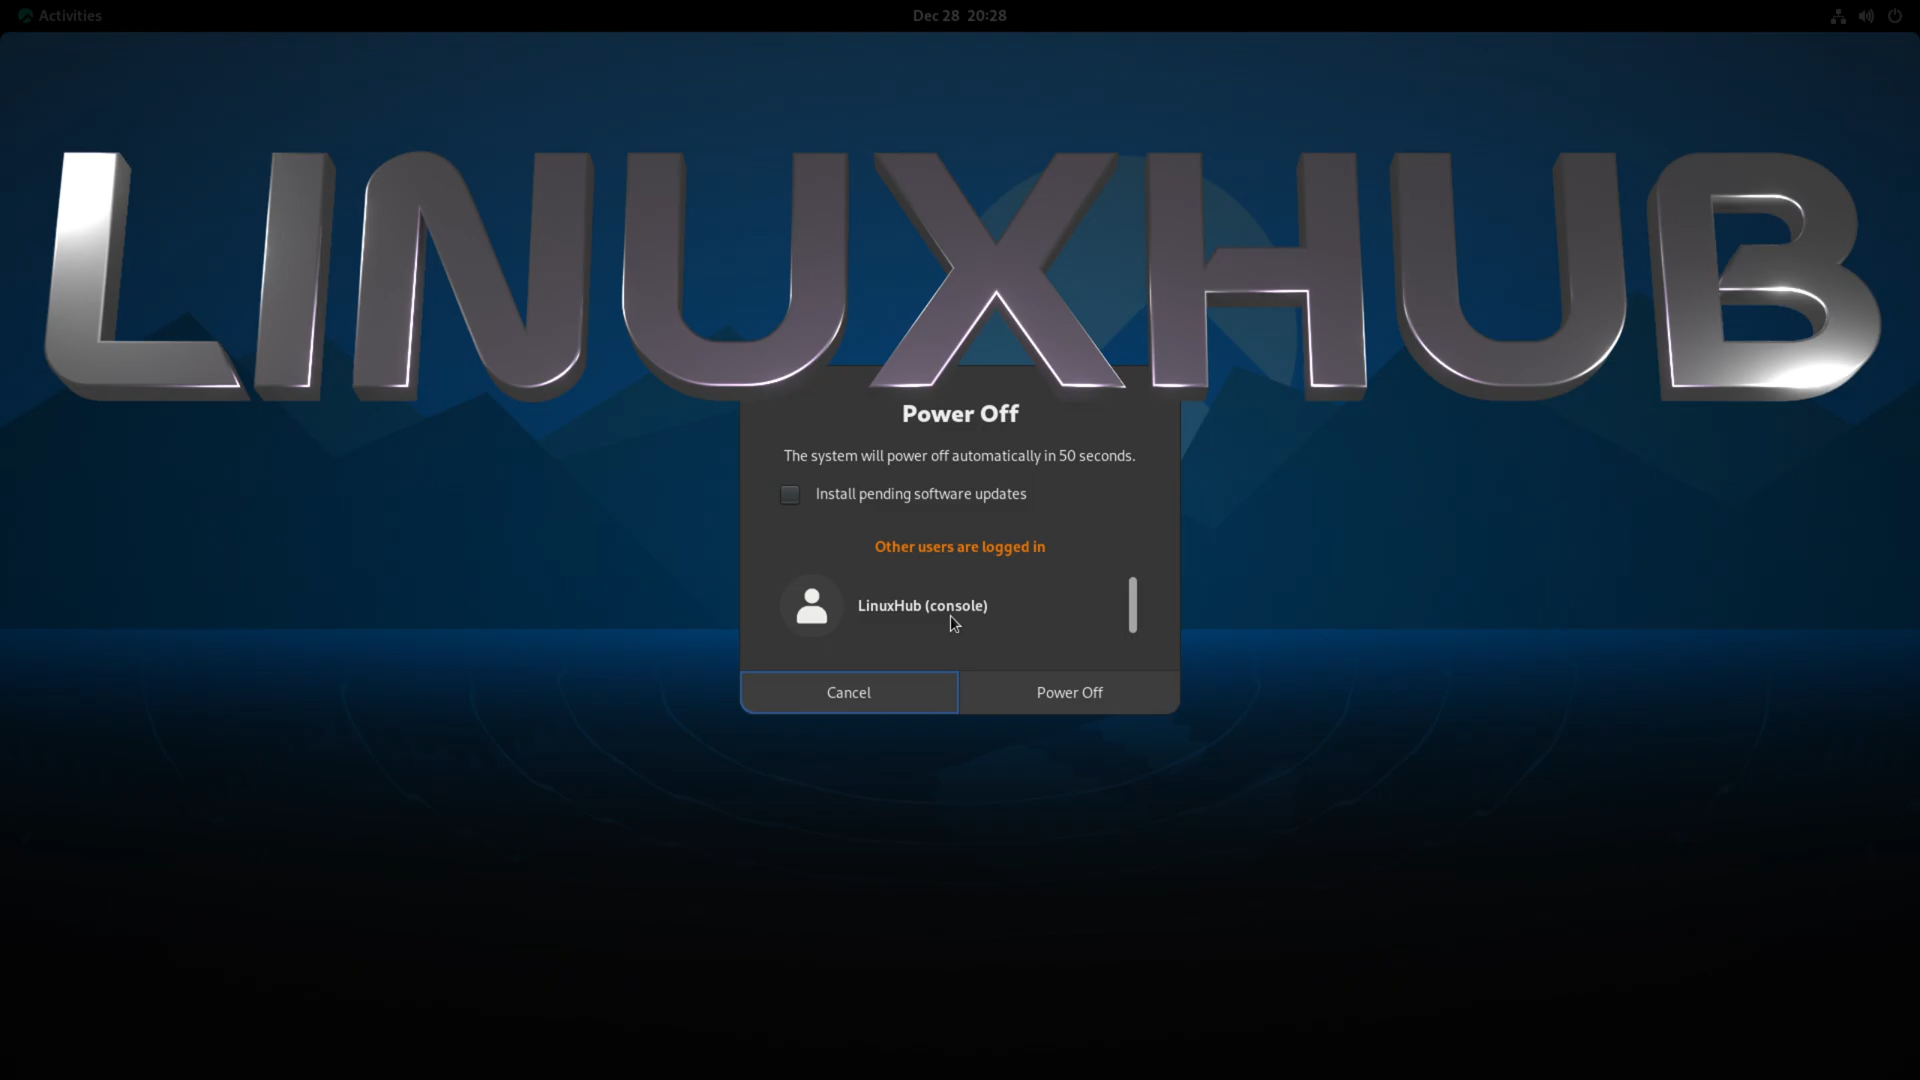 Activities
Dec 28 20:28
LINUXHUB
Power Off
The system will power off automatically in 50 seconds.
Install pending software updates
Other users are logged in
LinuxHub (console)
Cancel
Power Off